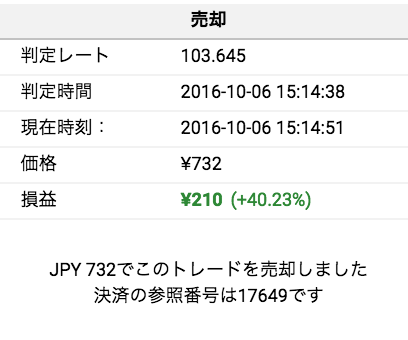 売却
判定レート 103.645
判定時間 2016-10-06 15:14:38
現在時刻： 2016-10-06 15:14:51
価格 ¥732
損益 ¥210 (+40.23%)
JPY 732でこのトレードを売却しました
決済の参照番号は17649です